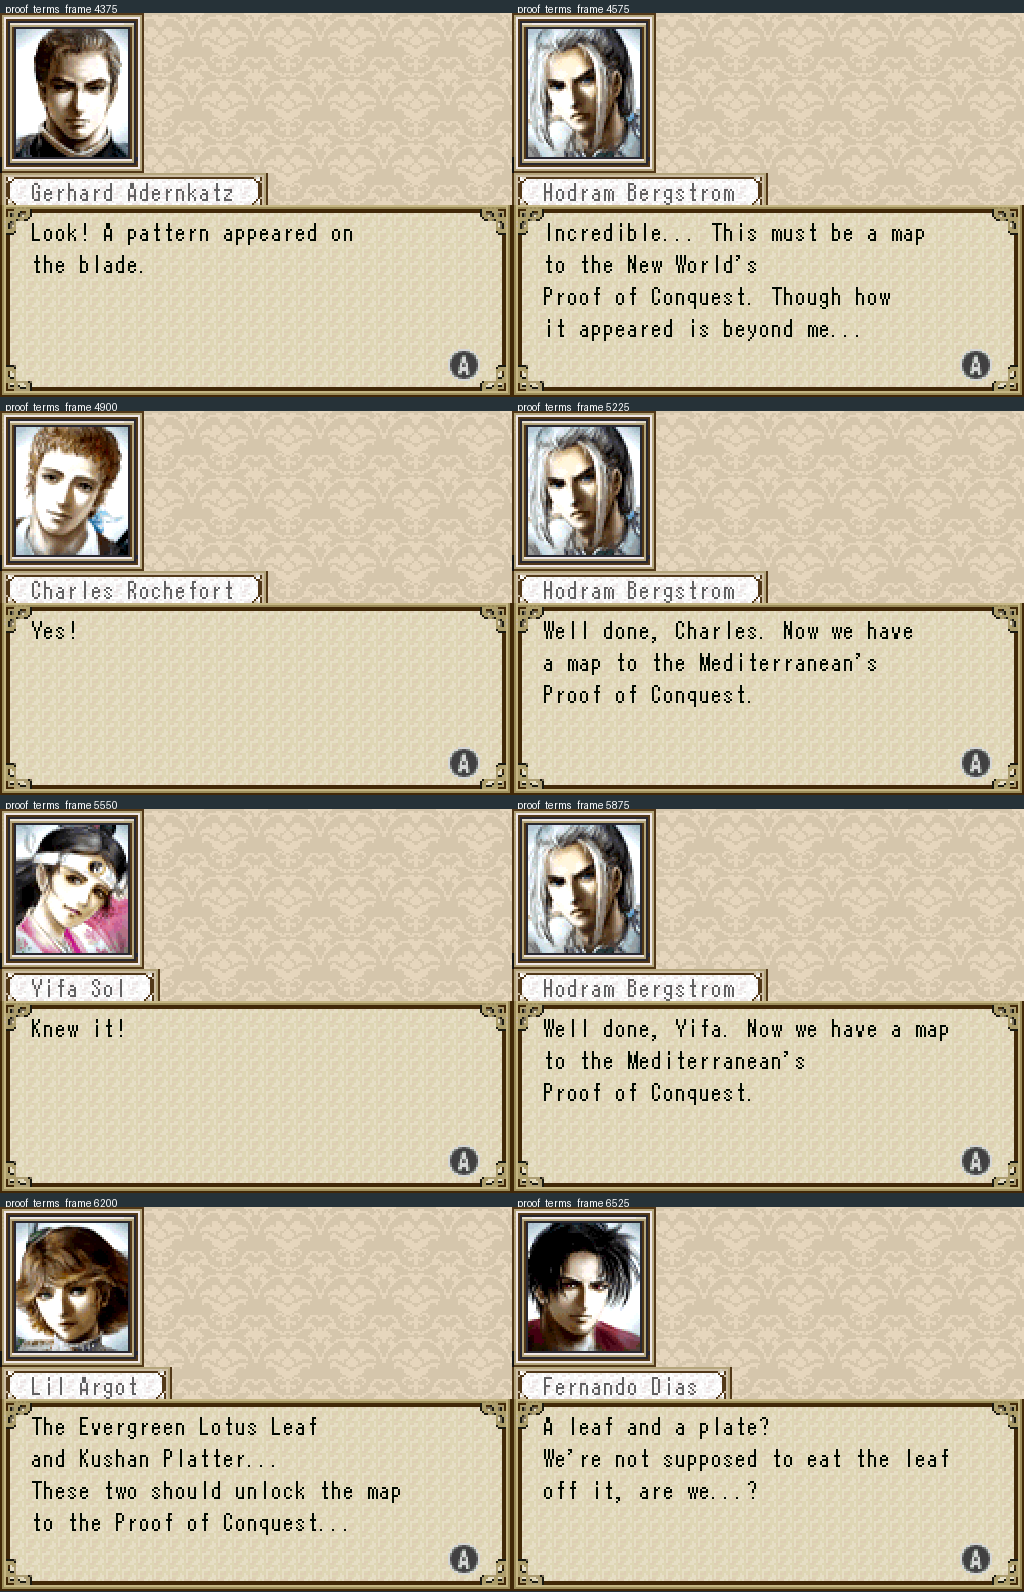 proof terms frame 4375
Gerhard Adernkatz
Look! A pattern appeared on
the blade.
A
proof terms frame 4575
Hodram Bergstrom
Incredible... This must be a map
to the New World's
Proof of Conquest. Though how
it appeared is beyond me...
A
proof terms frame 4900
Charles Rochefort
Yes!
A
proof terms frame 5225
Hodram Bergstrom
Well done, Charles. Now we have
a map to the Mediterranean's
Proof of Conquest.
A
proof terms frame 5550
Yifa Sol
Knew it!
A
proof terms frame 5875
Hodram Bergstrom
Well done, Yifa. Now we have a map
to the Mediterranean's
Proof of Conquest.
A
proof terms frame 6200
Lil Argot
The Evergreen Lotus Leaf
and Kushan Platter...
These two should unlock the map
to the Proof of Conquest...
A
proof terms frame 6525
Fernando Dias
A leaf and a plate?
We're not supposed to eat the leaf
off it, are we...?
A